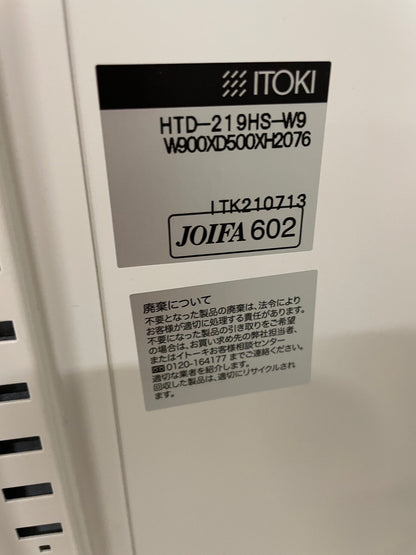 ITOKI
HTD-219HS-W9
W900XD500XH2076
ITK210713
JOIFA 602
廃棄について
不要となった製品の廃棄は、法令により
お客様が適切に処理する責任があります。
不要になった製品の引き取りをご希望
の場合は、お買い求め先の弊社担当者、
またはイトーキお客様相談センター
0120-164177 までご連絡ください。
適切な業者を紹介します。
回収した製品は、適切にリサイクルされ
ます。